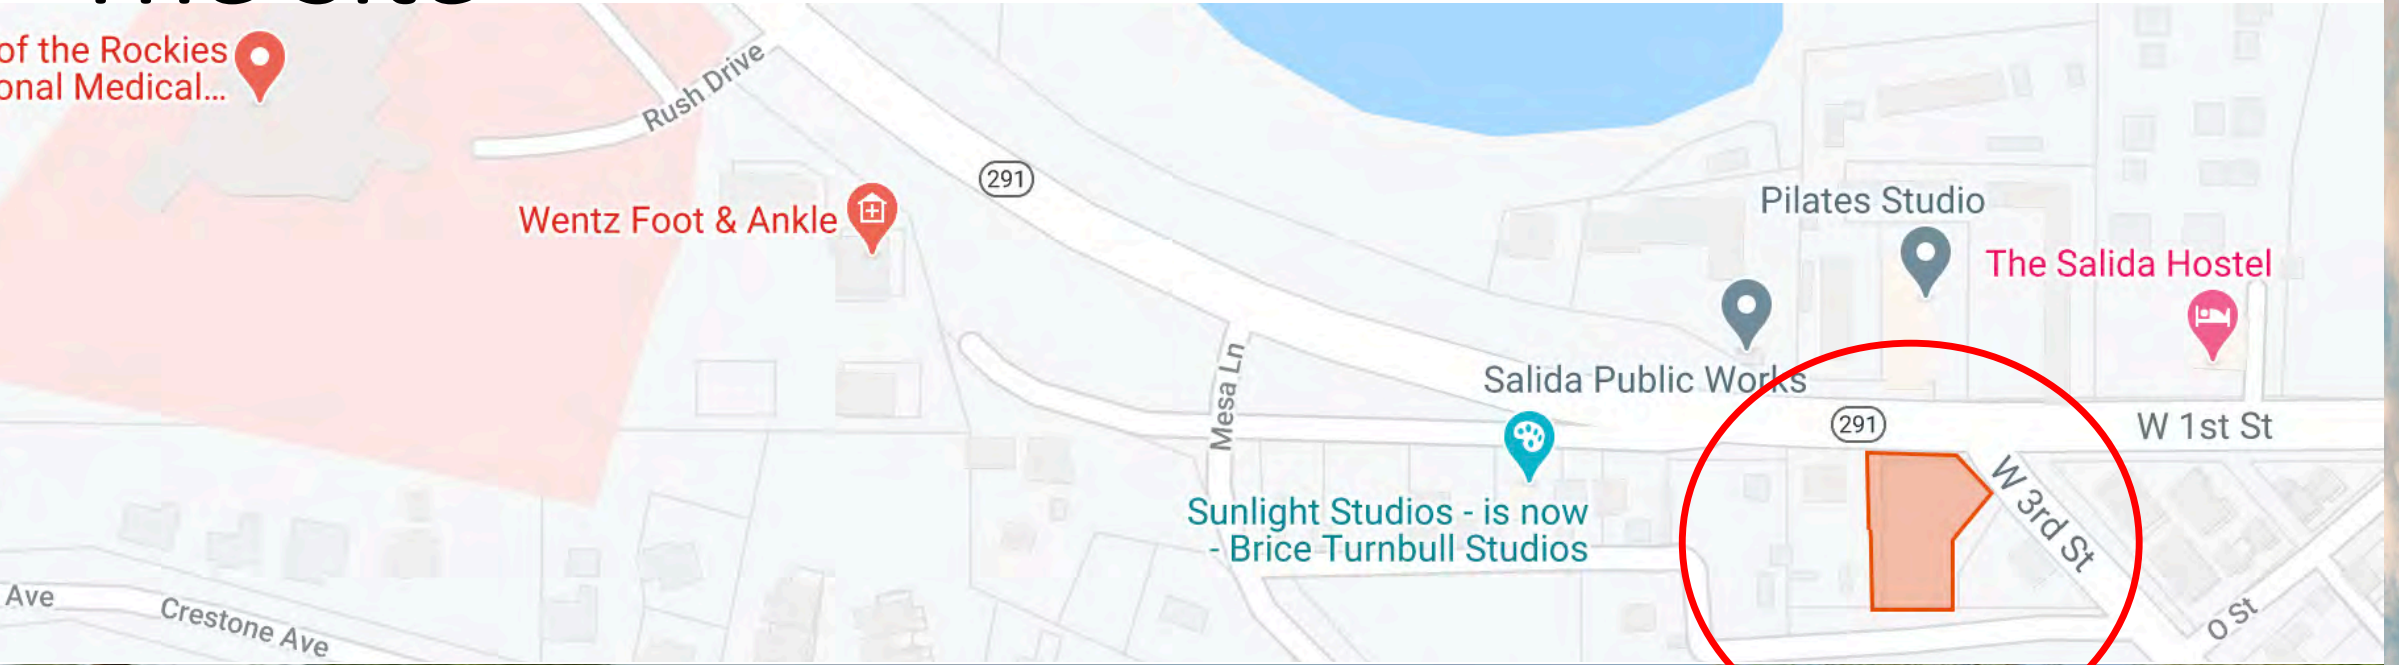 of the Rockies
onal Medical...
Rush Drive
291
Wentz Foot & Ankle
Pilates Studio
The Salida Hostel
Mesa Ln
Salida Public Works
291
W 1st St
Sunlight Studios - is now
- Brice Turnbull Studios
W 3rd St
Ave
Crestone Ave
O St